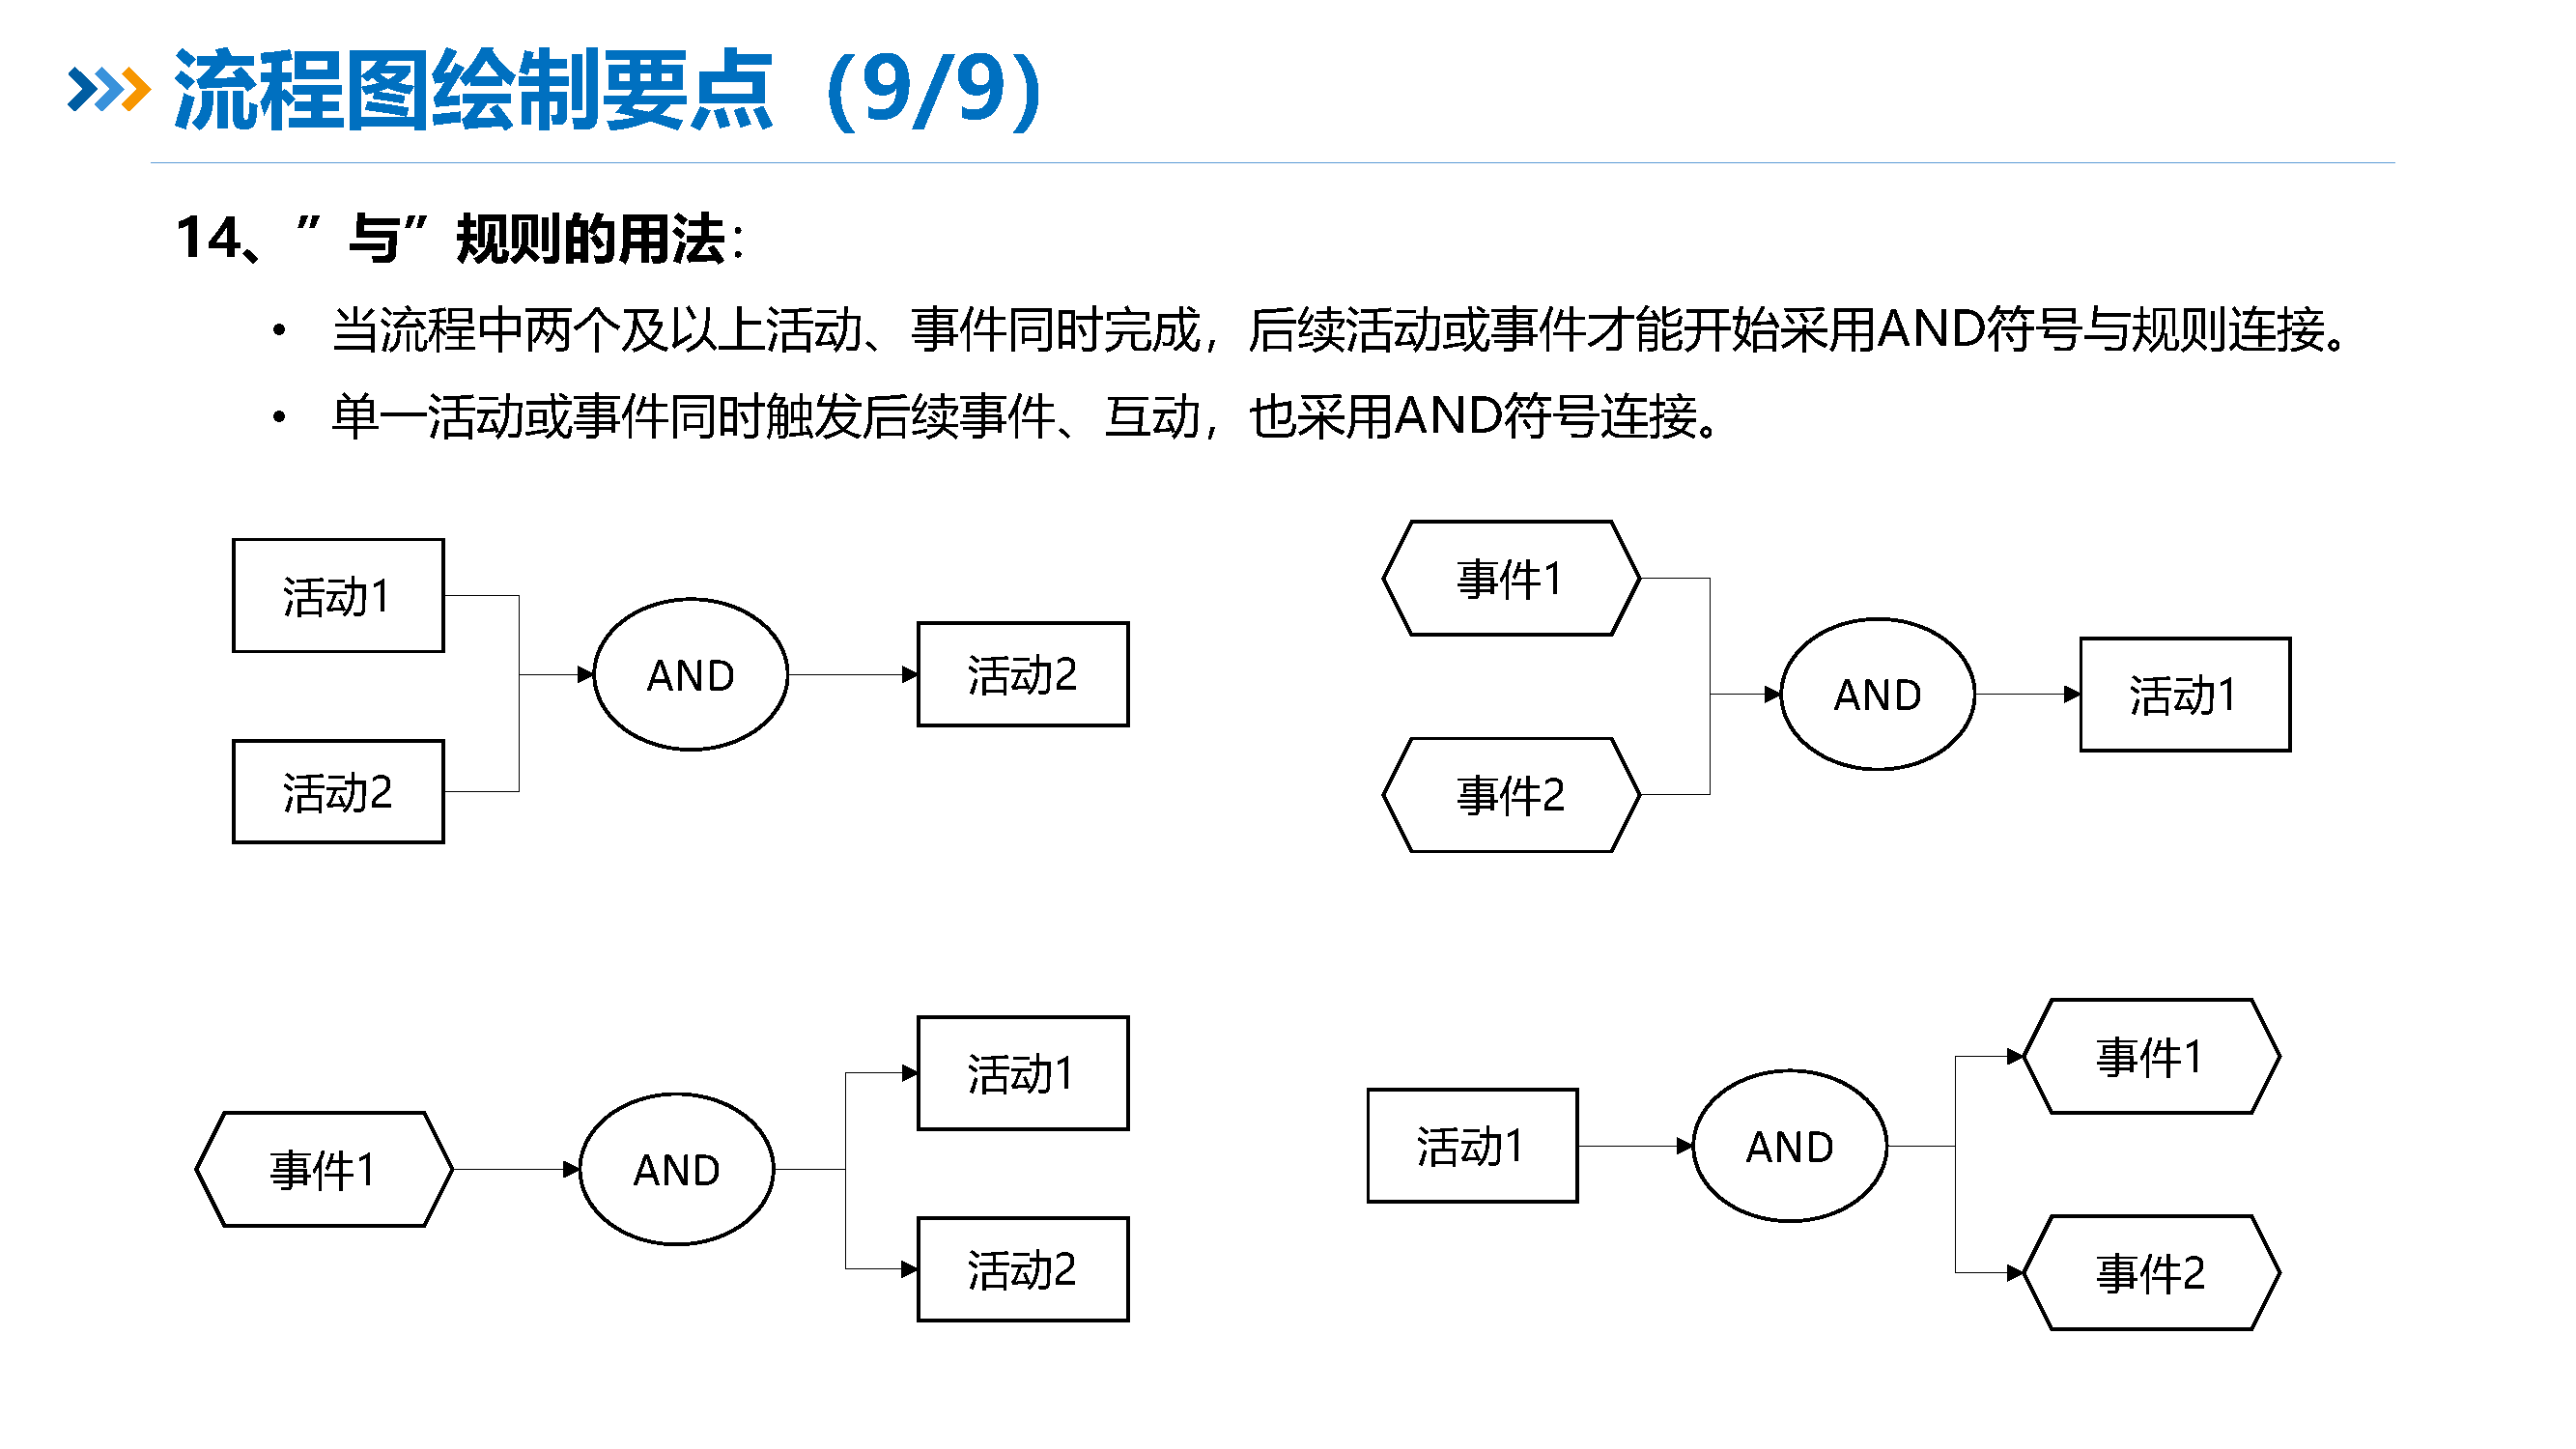 流程图绘制要点（9/9）
14、”与”规则的用法：
• 当流程中两个及以上活动、事件同时完成，后续活动或事件才能开始采用AND符号与规则连接。
• 单一活动或事件同时触发后续事件、互动，也采用AND符号连接。
活动1
活动2
AND
活动2
事件1
事件2
AND
活动1
事件1
AND
活动1
活动2
活动1
AND
事件1
事件2